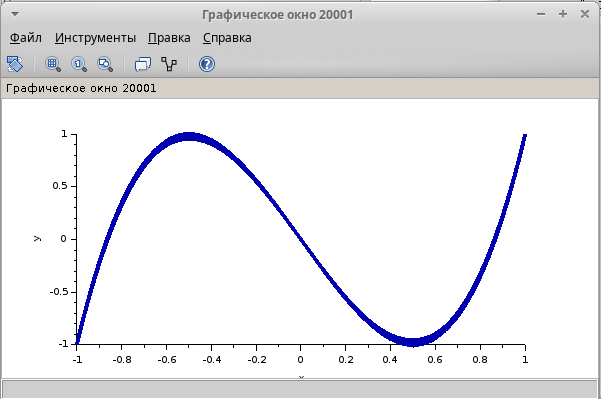 Графическое окно 20001
Файл Инструменты Правка Справка
Графическое окно 20001
1
0.5
0
-0.5
-1
y
-1 -0.8 -0.6 -0.4 -0.2 0 0.2 0.4 0.6 0.8 1